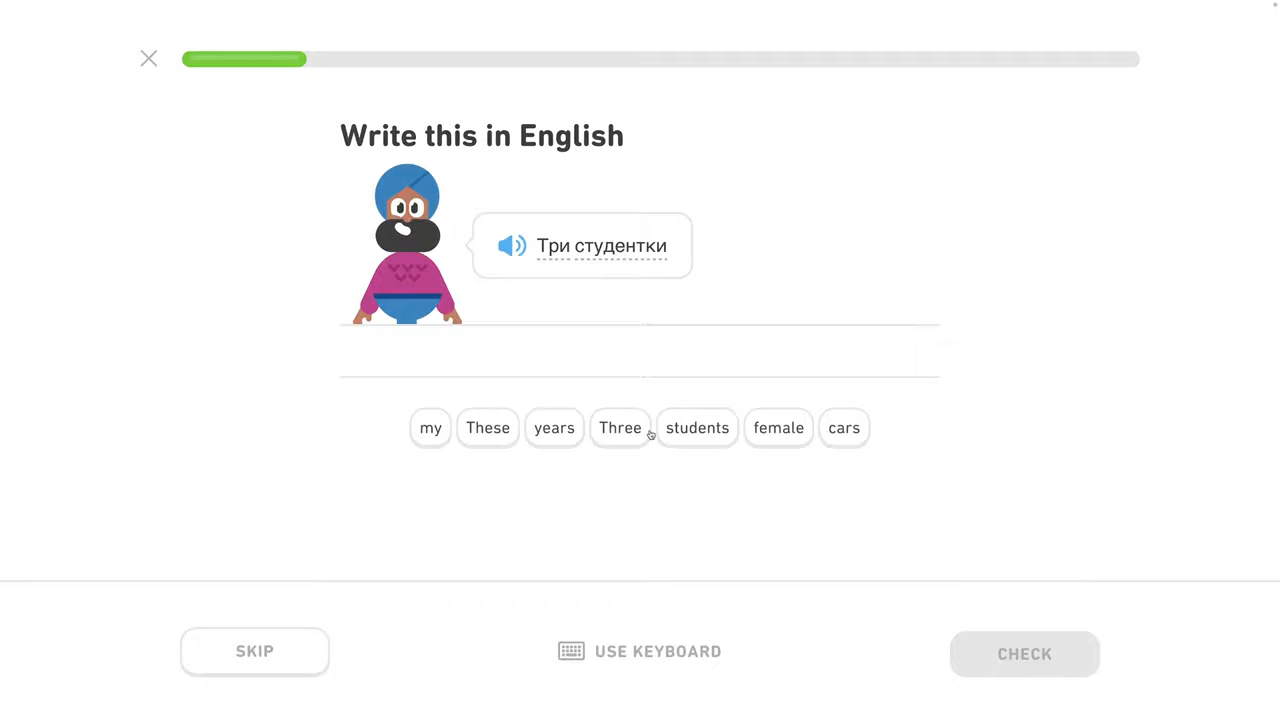 Write this in English
Три студентки
my These years Three students female cars
SKIP USE KEYBOARD CHECK